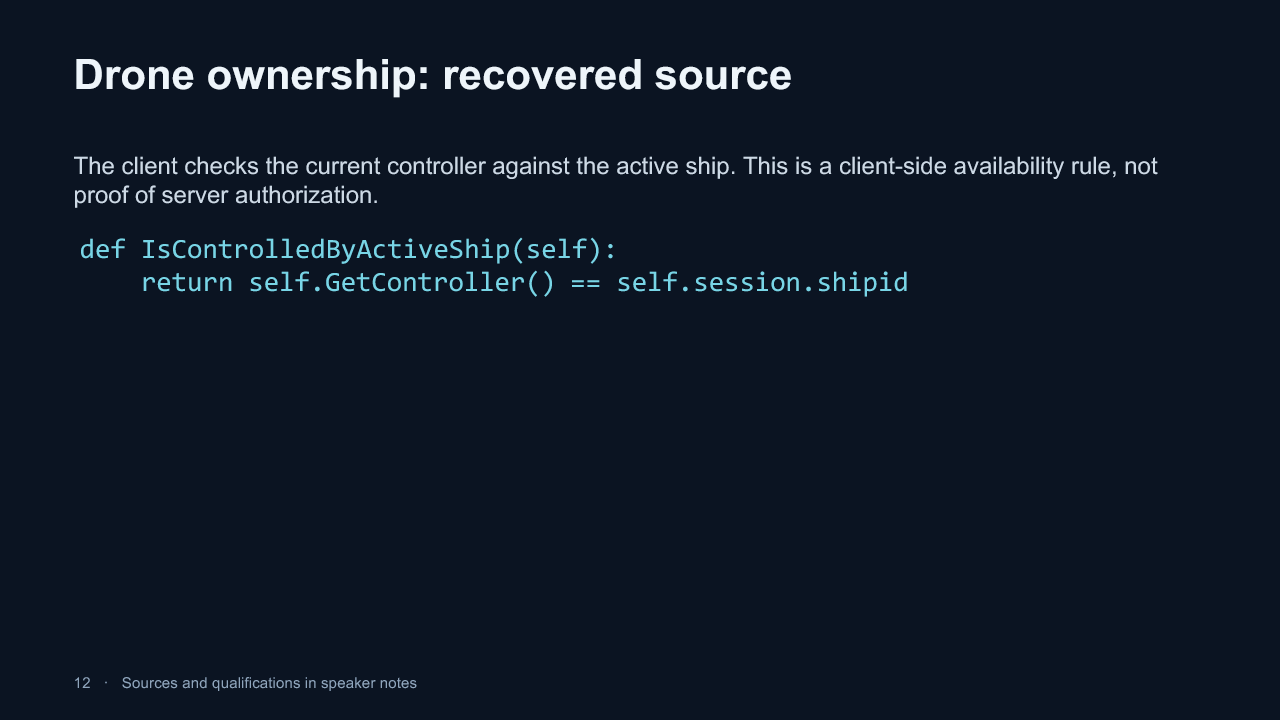 Drone ownership: recovered source
The client checks the current controller against the active ship. This is a client-side availability rule, not
proof of server authorization.
def IsControlledByActiveShip(self):
    return self.GetController() == self.session.shipid
12 · Sources and qualifications in speaker notes